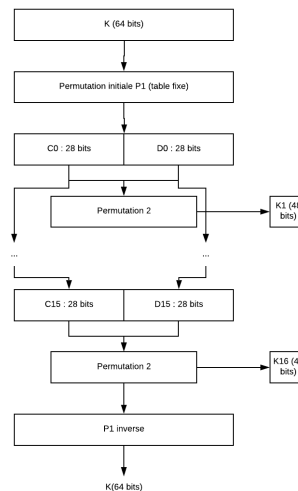 K (64 bits)
Permutation initiale P1 (table fixe)
C0 : 28 bits
D0 : 28 bits
Permutation 2
K1 (48
bits)
...
...
C15 : 28 bits
D15 : 28 bits
Permutation 2
K16 (4
bits)
P1 inverse
K(64 bits)